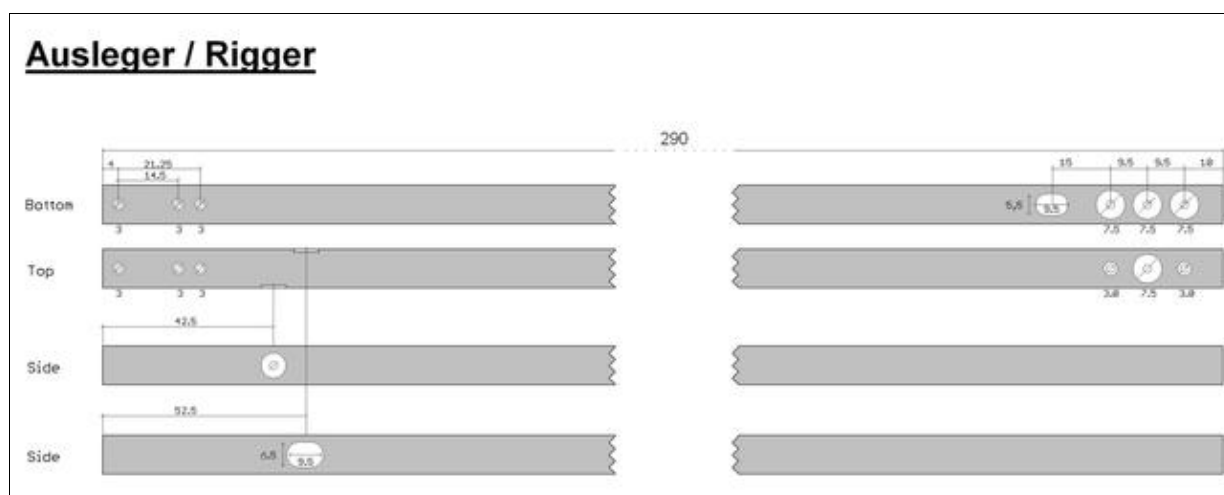 Ausleger / Rigger
290
4 21.25 15 9.5 9.5 10
14.5
Bottom 6,5 9.5
3 3 3 7.5 7.5 7.5
Top
3 3 3 3.0 7.5 3.0
42.5
Side
52.5
Side 6.5 9.5